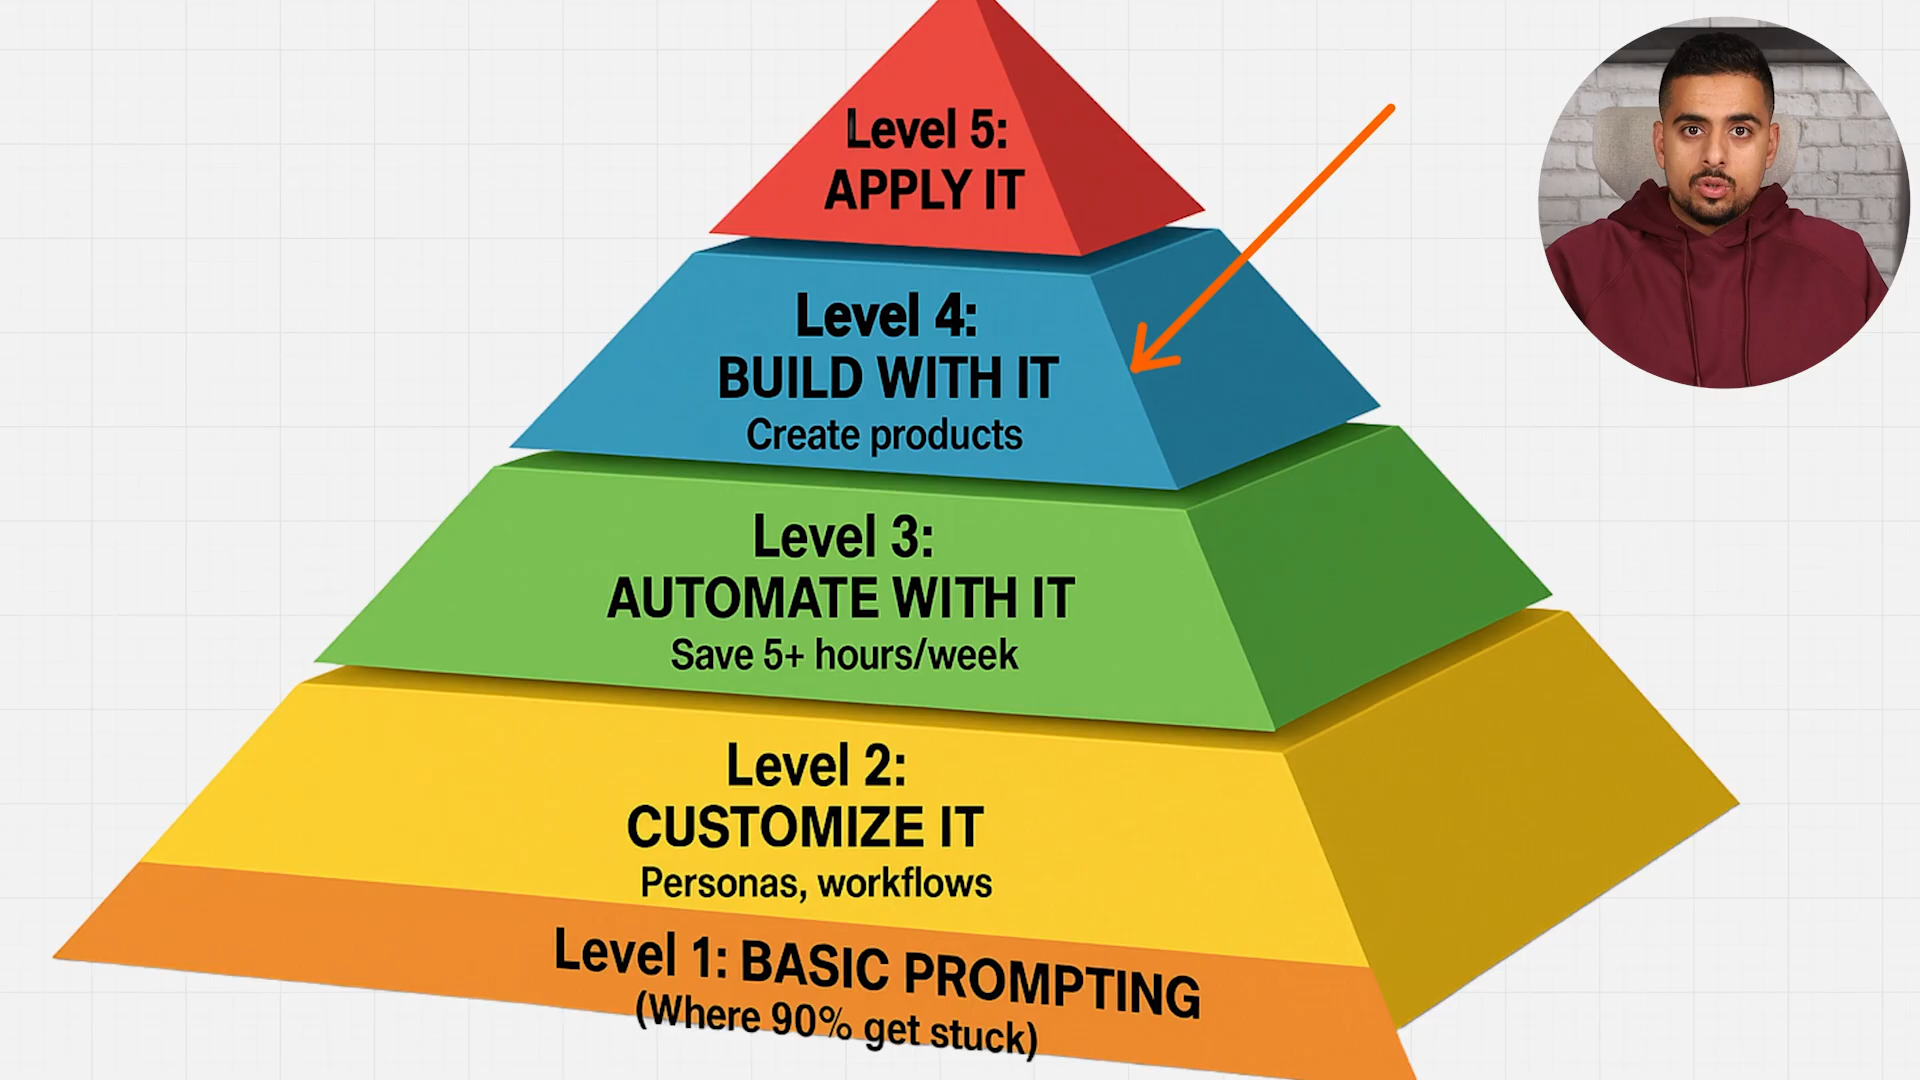 Level 5:
APPLY IT
Level 4:
BUILD WITH IT
Create products
Level 3:
AUTOMATE WITH IT
Save 5+ hours/week
Level 2:
CUSTOMIZE IT
Personas, workflows
Level 1: BASIC PROMPTING
(Where 90% get stuck)